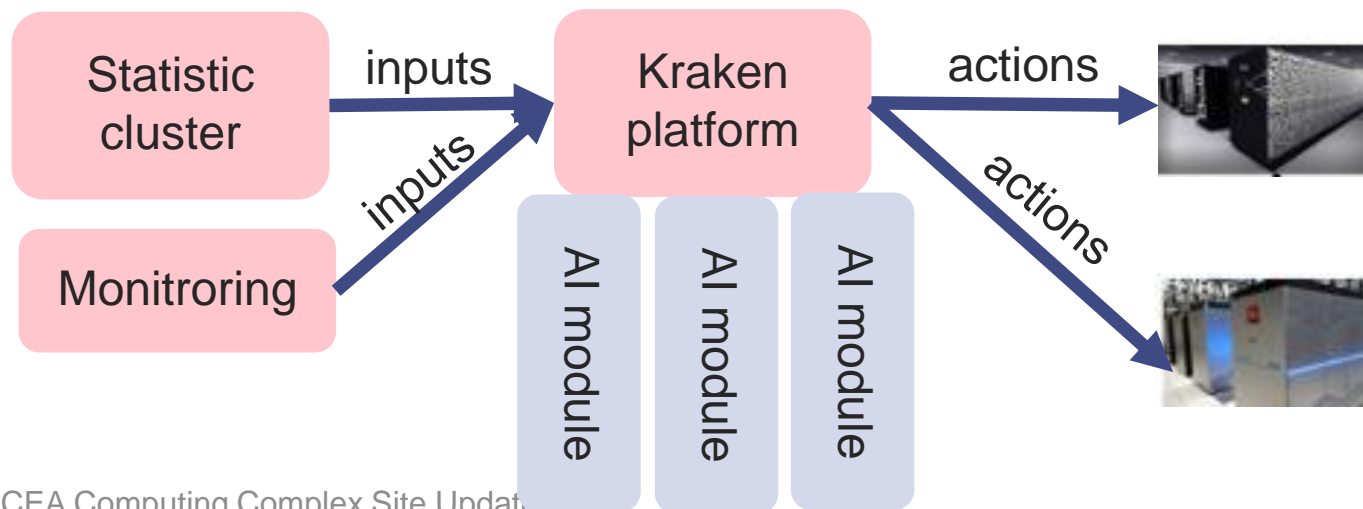 Statistic
cluster
inputs
Kraken
platform
actions
inputs
actions
Monitroring
AI module
AI module
AI module
CEA Computing Complex Site